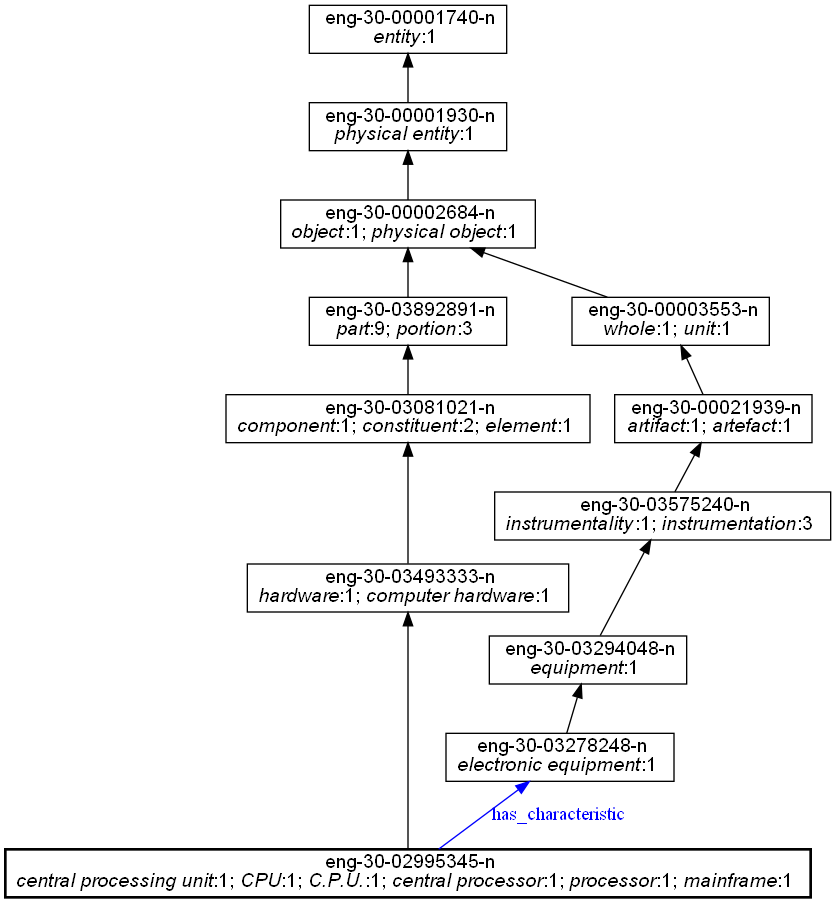 eng-30-00001740-n
entity:1
eng-30-00001930-n
physical entity:1
eng-30-00002684-n
object:1; physical object:1
eng-30-03892891-n
part:9; portion:3
eng-30-00003553-n
whole:1; unit:1
eng-30-03081021-n
component:1; constituent:2; element:1
eng-30-00021939-n
artifact:1; artefact:1
eng-30-03575240-n
instrumentality:1; instrumentation:3
eng-30-03493333-n
hardware:1; computer hardware:1
eng-30-03294048-n
equipment:1
eng-30-03278248-n
electronic equipment:1
has_characteristic
eng-30-02995345-n
central processing unit:1; CPU:1; C.P.U.:1; central processor:1; processor:1; mainframe:1